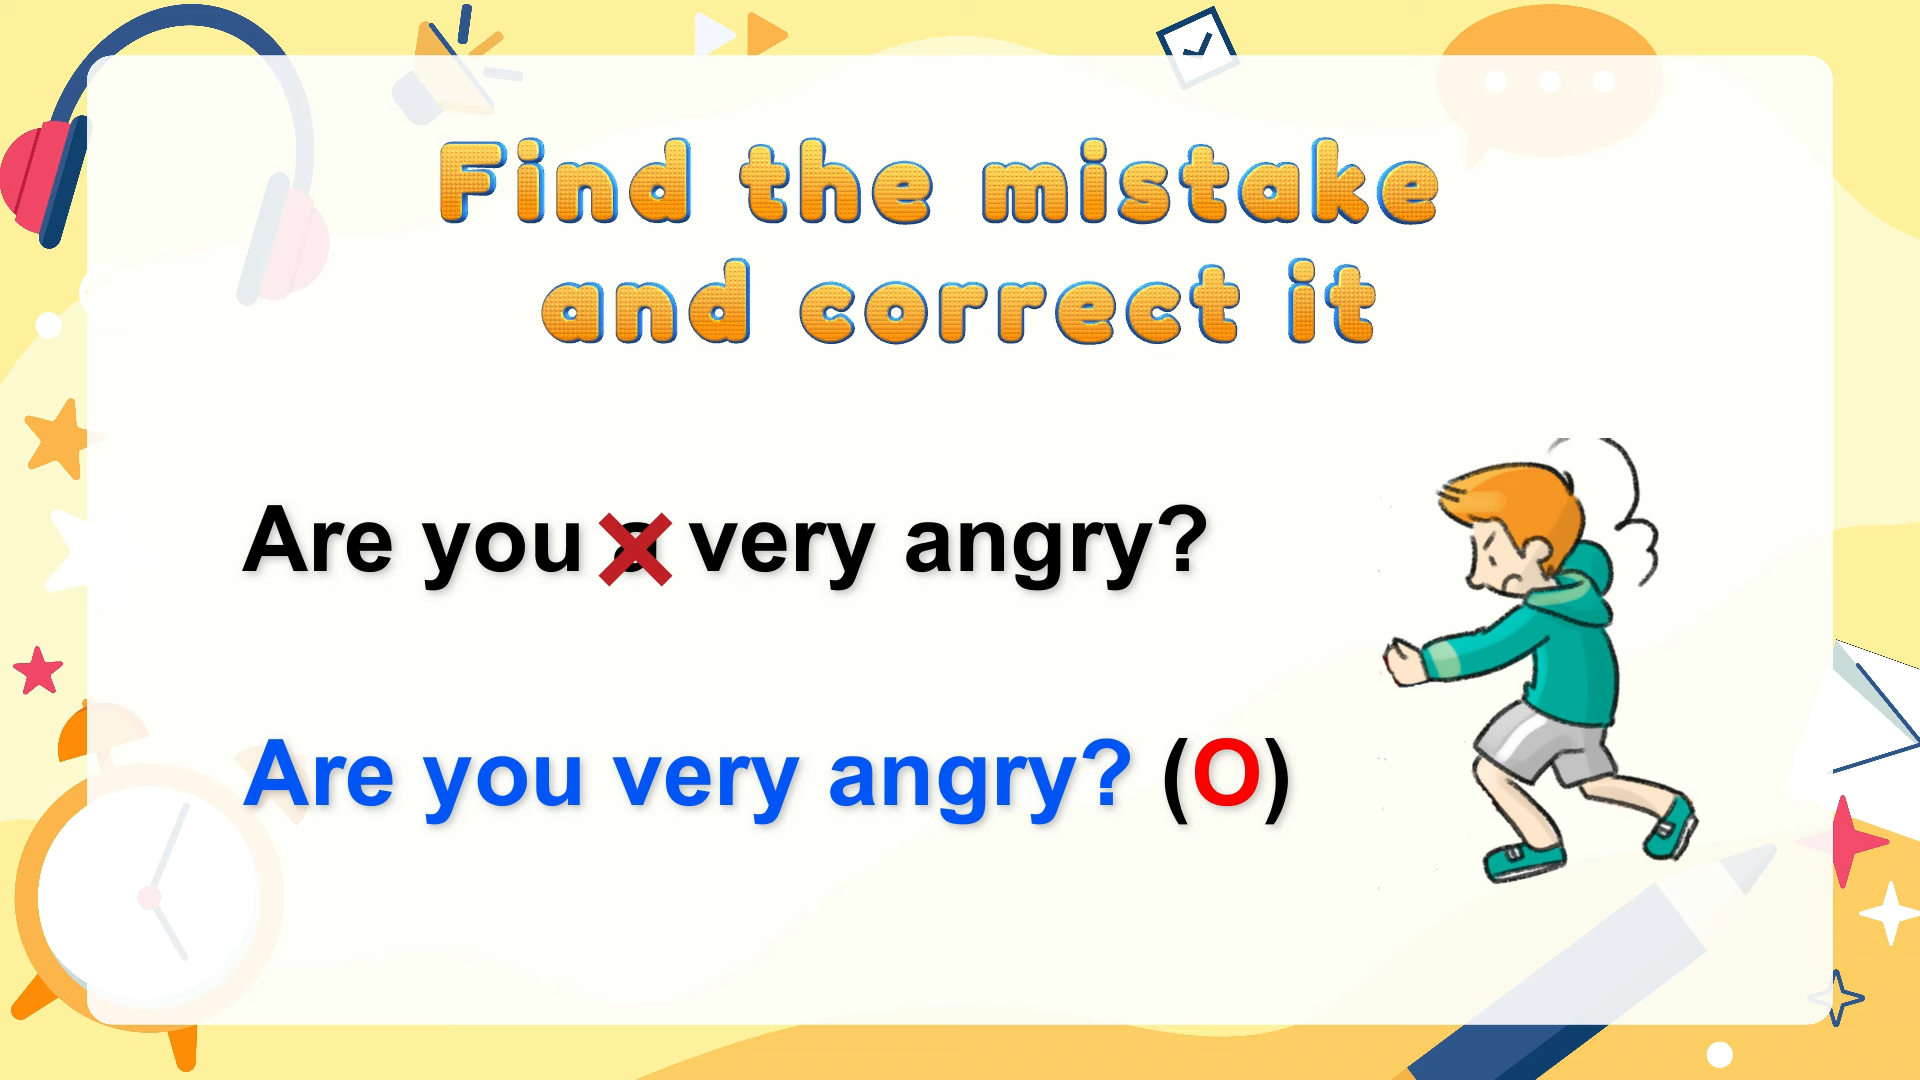 Find the mistake
and correct it
Are you a very angry?
Are you very angry? (O)